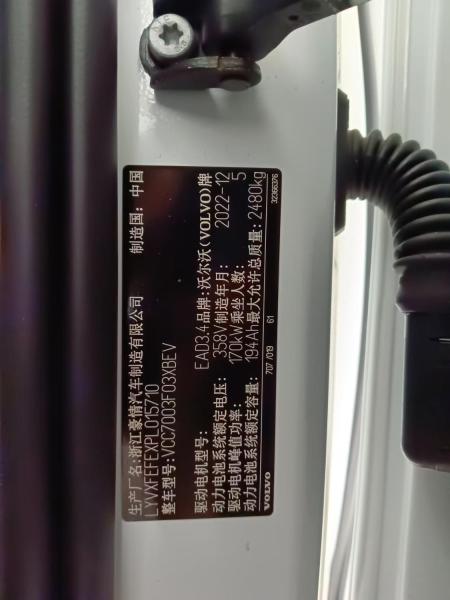 生产厂名:浙江豪情汽车制造有限公司 制造国: 中国
LYVXFEFEXPL015710
整车型号:VCC7003F03XBEV
驱动电机型号: EAD3.4 品牌:沃尔沃(VOLVO)牌
动力电池系统额定电压: 358V 制造年月: 2022-12
驱动电机峰值功率: 170kW 乘坐人数: 5
动力电池系统额定容量: 194Ah 最大允许总质量: 2480kg
VOLVO 707 /019 61 32366376